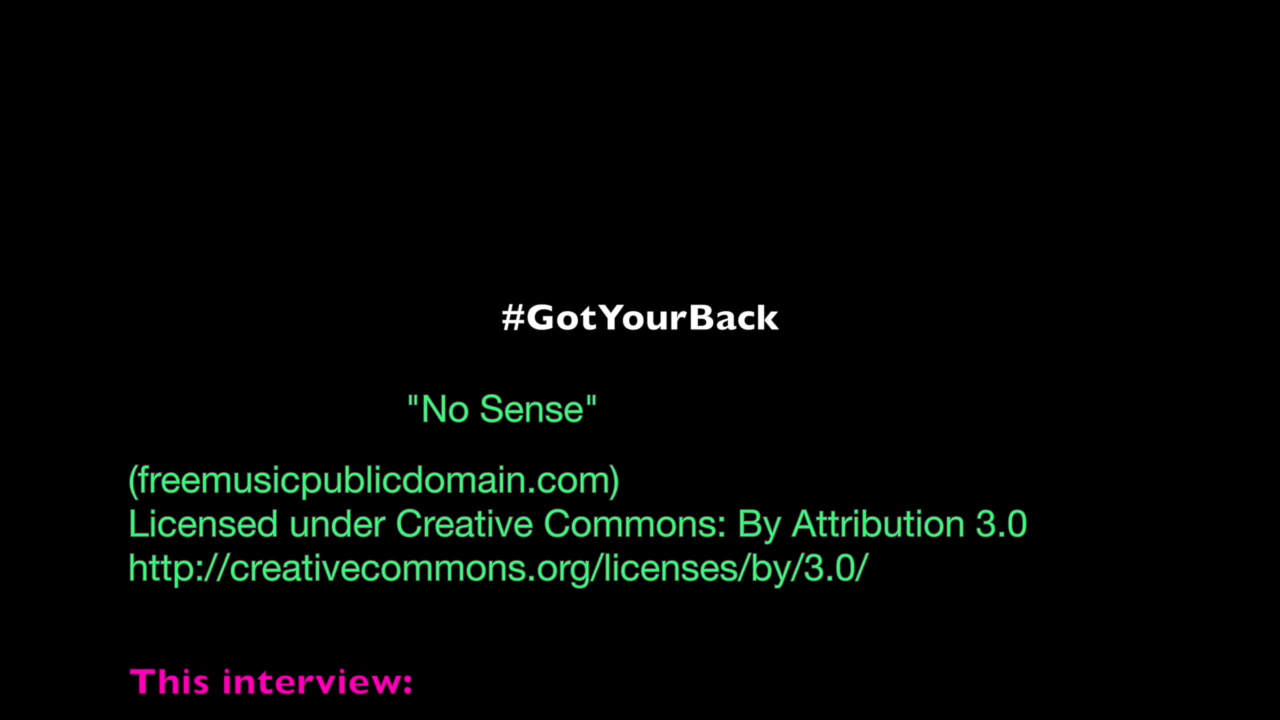 #GotYourBack
"No Sense"
(freemusicpublicdomain.com)
Licensed under Creative Commons: By Attribution 3.0
http://creativecommons.org/licenses/by/3.0/
This interview: